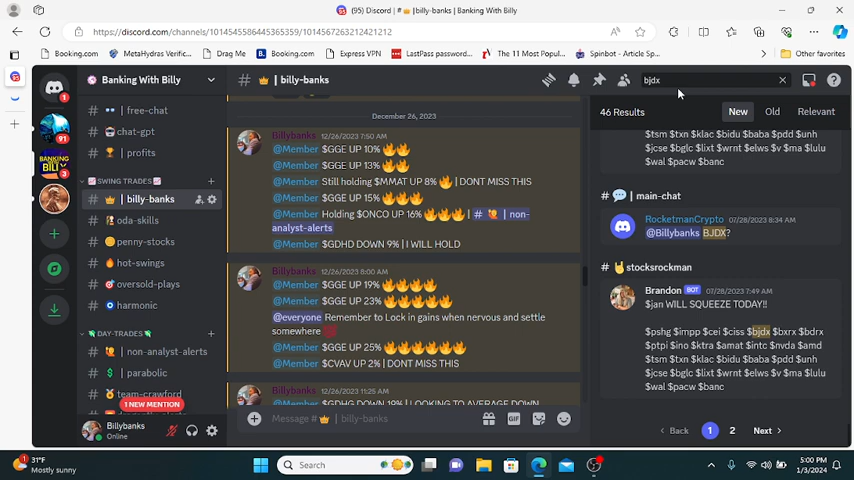 (95) Discord | # 👑 |billy-banks | Banking With Billy
https://discord.com/channels/1014545586445365359/1014567263212421212
Booking.com
MetaHydras Verific...
Drag Me
Booking.com
Express VPN
LastPass password...
The 11 Most Popul...
Spinbot - Article Sp...
Other favorites
Banking With Billy
# 👑 | billy-banks
bjdx
46 Results
New
Old
Relevant
1
91
3
# 👀 | free-chat
# chat-gpt
# 🏆 | profits
📈SWING TRADES📈
# 👑 | billy-banks
# oda-skills
# penny-stocks
# 🔥hot-swings
# 🎯oversold-plays
# harmonic
DAY-TRADES
# | non-analyst-alerts
# | parabolic
# team-crawford
1 NEW MENTION
Billybanks
Online
December 26, 2023
Billybanks 12/26/2023 7:50 AM
@Member $GGE UP 10% 🔥🔥
@Member $GGE UP 13% 🔥🔥
@Member Still holding $MMAT UP 8% 🔥 | DONT MISS THIS
@Member $GGE UP 15% 🔥🔥🔥
@Member Holding $ONCO UP 16% 🔥🔥🔥 | # | non-
analyst-alerts
@Member $GDHD DOWN 9% | I WILL HOLD
Billybanks 12/26/2023 8:00 AM
@Member $GGE UP 19% 🔥🔥🔥🔥
@Member $GGE UP 23% 🔥🔥🔥🔥🔥
@everyone Remember to Lock in gains when nervous and settle
somewhere 💯
@Member $GGE UP 25% 🔥🔥🔥🔥🔥🔥
@Member $CVAV UP 2% | DONT MISS THIS
Billybanks 12/26/2023 11:25 AM
@Member $GDHG DOWN 19% | LOOKING TO AVERAGE DOWN
Message # 👑 | billy-banks
GIF
$tsm $txn $klac $bidu $baba $pdd $unh
$jcse $bglc $lixt $wrnt $elws $v $ma $lulu
$wal $pacw $banc
# 💬 | main-chat
RocketmanCrypto 07/28/2023 8:34 AM
@Billybanks BJDX?
# 🤘stocksrockman
Brandon BOT 07/28/2023 7:49 AM
$jan WILL SQUEEZE TODAY!!
$pshg $impp $cei $ciss $bjdx $bxrx $bdrx
$ptpi $ino $ktra $amat $intc $nvda $amd
$tsm $txn $klac $bidu $baba $pdd $unh
$jcse $bglc $lixt $wrnt $elws $v $ma $lulu
$wal $pacw $banc
Back 1 2 Next
31°F
Mostly sunny
Search
5:00 PM
1/3/2024